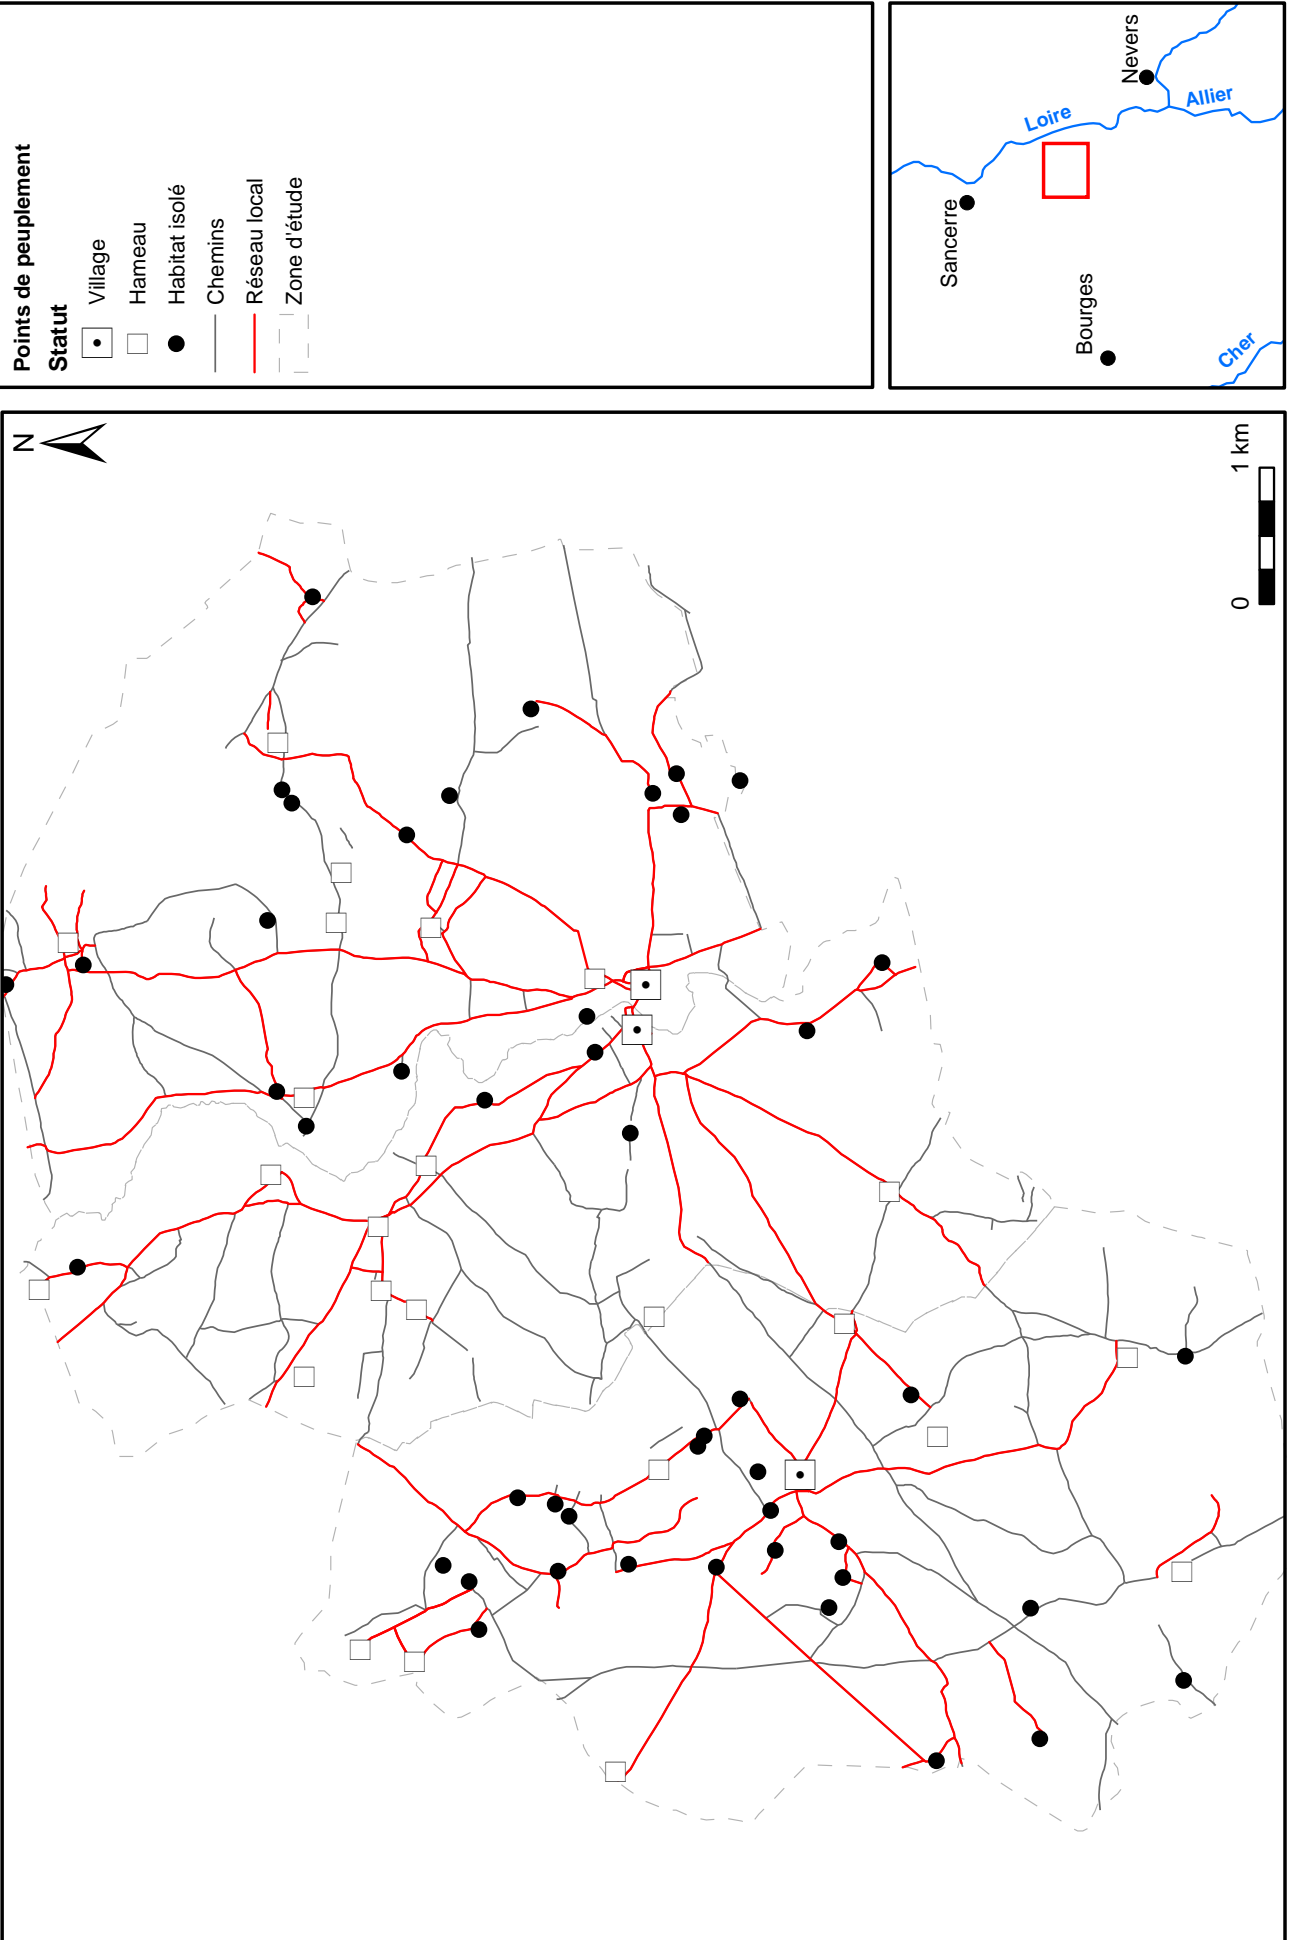 Points de peuplement
Statut
Village
Hameau
Habitat isolé
Chemins
Réseau local
Zone d'étude
Sancerre
Bourges
Nevers
Loire
Allier
Cher
N
0 1 km